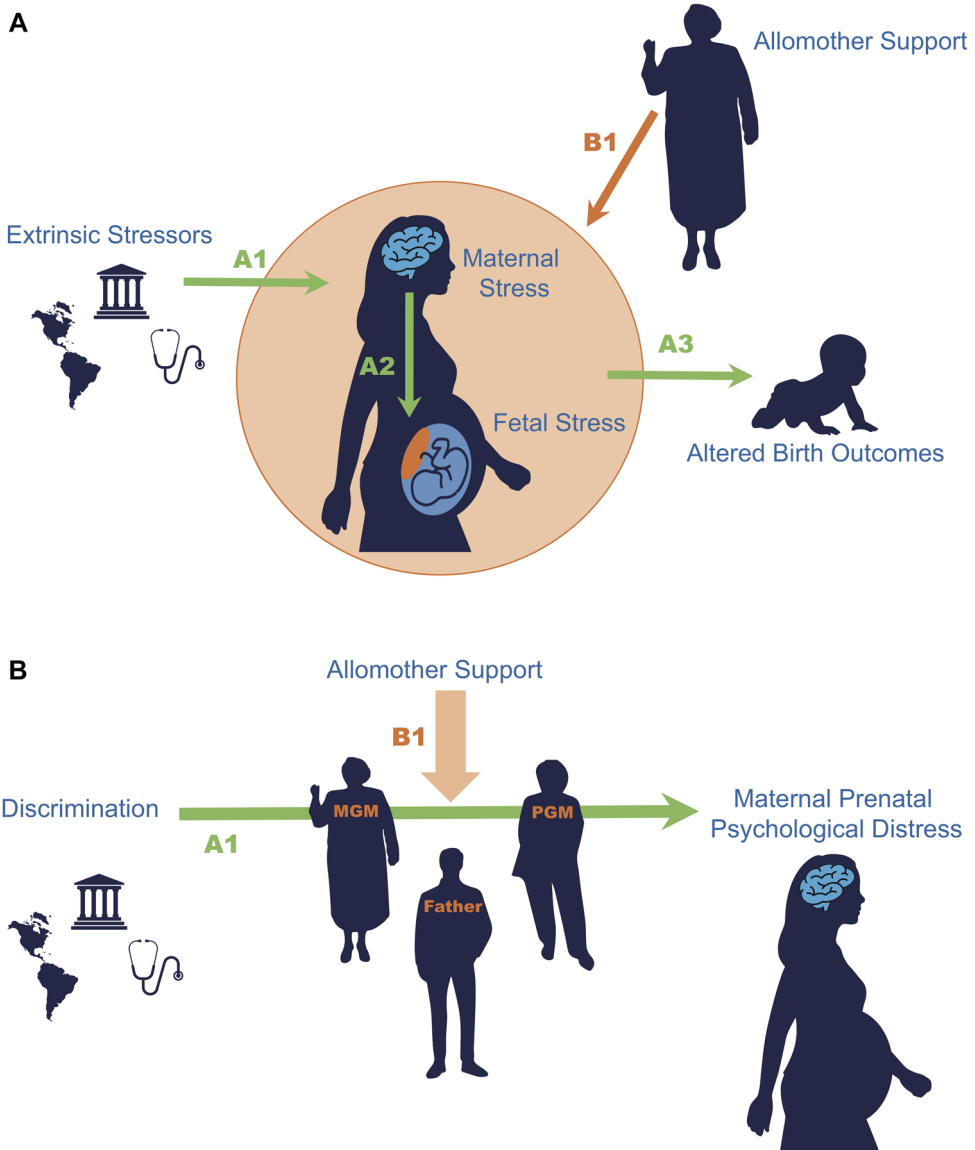 A
Allomother Support
B1
Extrinsic Stressors
A1
Maternal
Stress
A2
A3
Fetal Stress
Altered Birth Outcomes
B
Allomother Support
B1
Discrimination
A1
MGM
PGM
Father
Maternal Prenatal
Psychological Distress